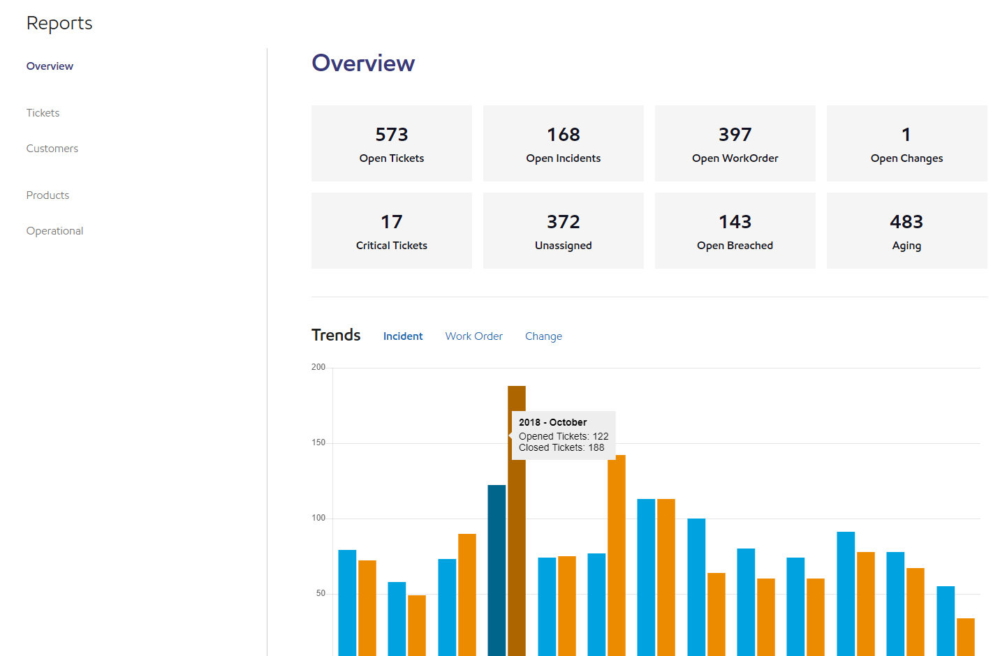 Reports
Overview
Tickets
Customers
Products
Operational
Overview
573
Open Tickets
168
Open Incidents
397
Open WorkOrder
1
Open Changes
17
Critical Tickets
372
Unassigned
143
Open Breached
483
Aging
Trends
Incident
Work Order
Change
200
150
100
50
2018 - October
Opened Tickets: 122
Closed Tickets: 188